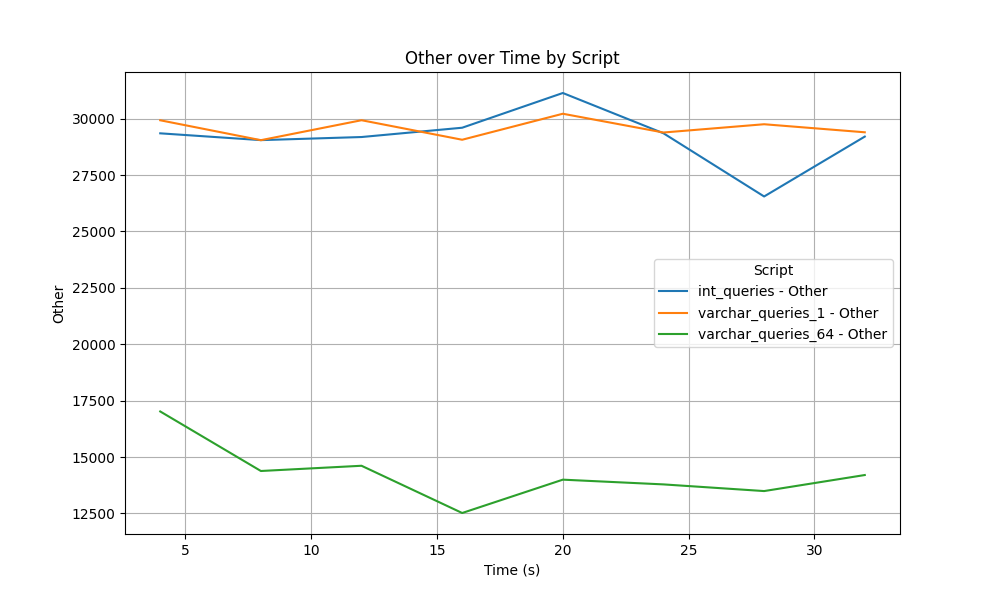 Other over Time by Script
Other
30000
27500
25000
22500
20000
17500
15000
12500
Script
int_queries - Other
varchar_queries_1 - Other
varchar_queries_64 - Other
5
10
15
20
25
30
Time (s)